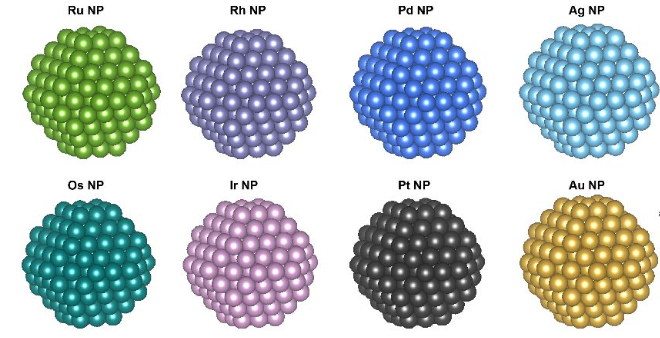 Ru NP
Rh NP
Pd NP
Ag NP
Os NP
Ir NP
Pt NP
Au NP